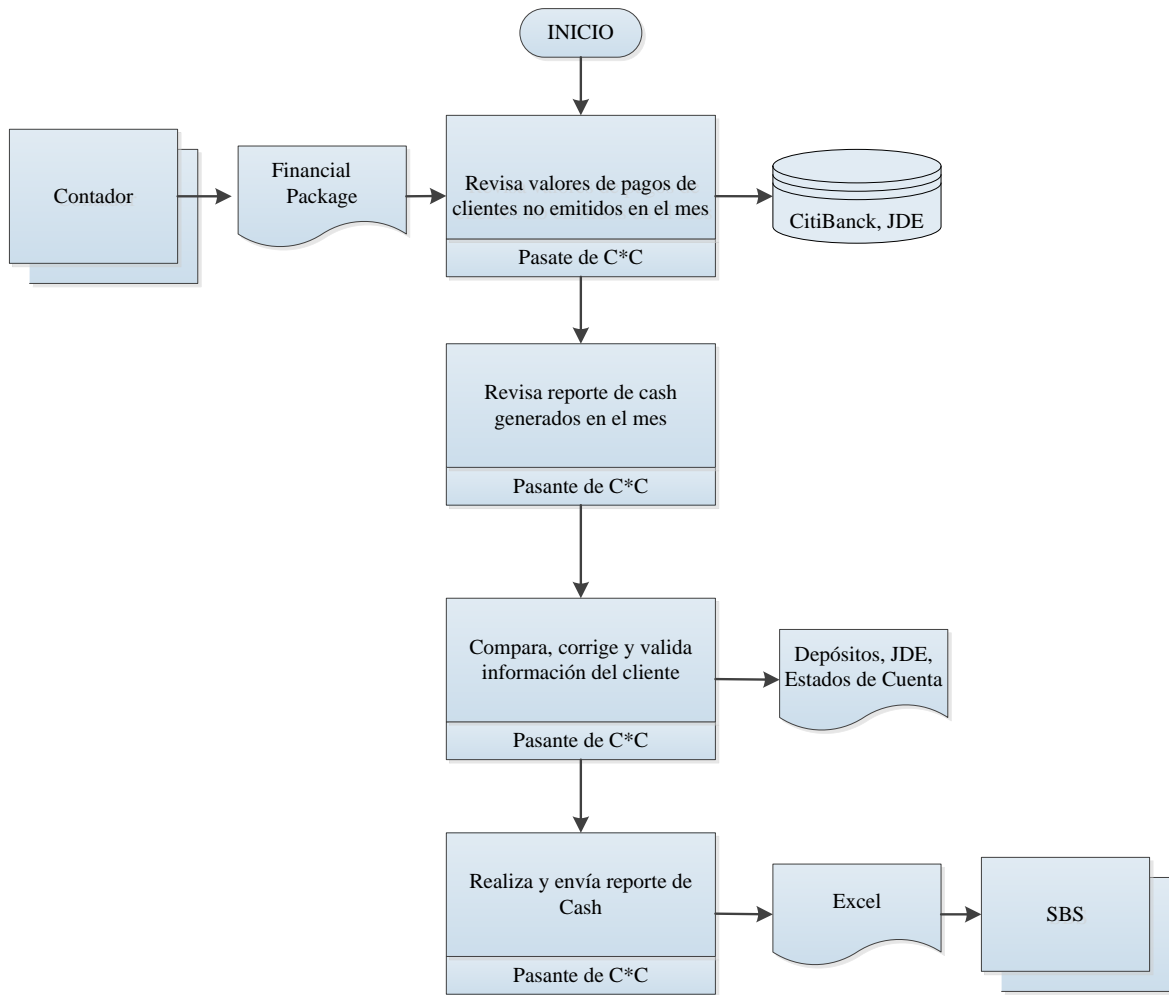 INICIO
Contador
Financial
Package
Revisa valores de pagos de
clientes no emitidos en el mes
Pasate de C*C
CitiBanck, JDE
Revisa reporte de cash
generados en el mes
Pasante de C*C
Compara, corrige y valida
información del cliente
Pasante de C*C
Depósitos, JDE,
Estados de Cuenta
Realiza y envía reporte de
Cash
Pasante de C*C
Excel
SBS